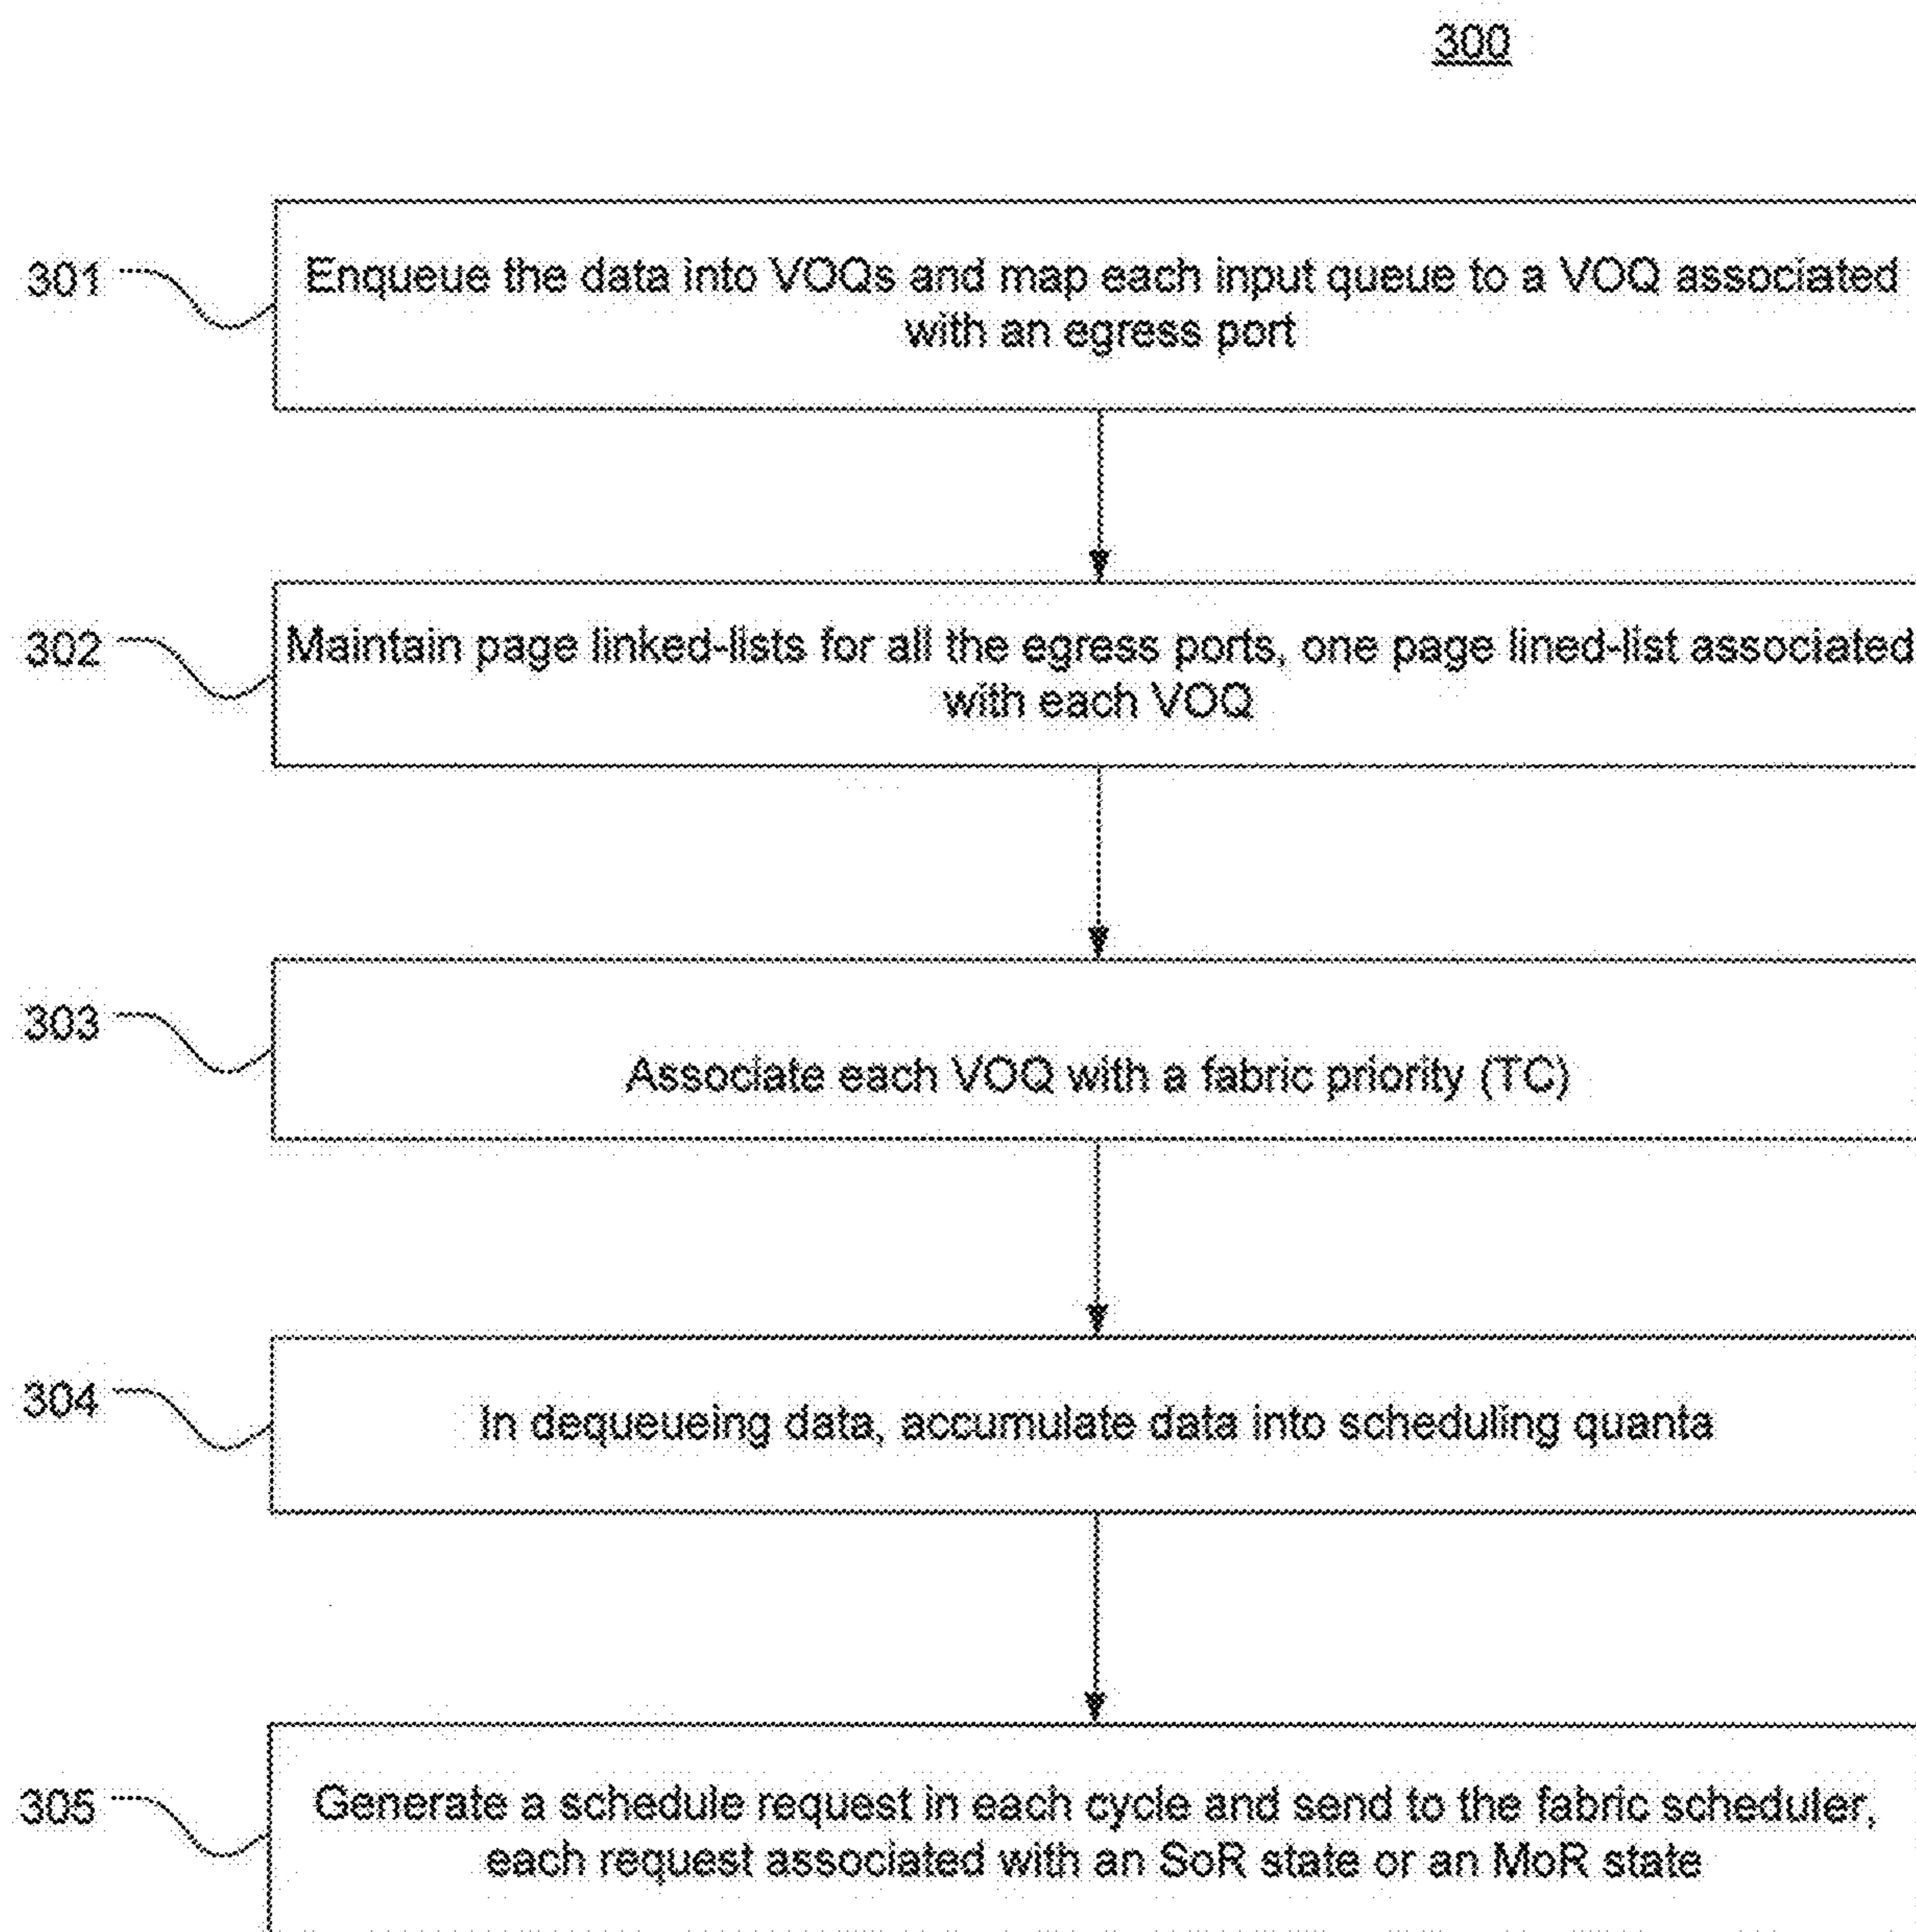 300
301
Enqueue the data into VOQs and map each input queue to a VOQ associated
with an egress port
302
Maintain page linked-lists for all the egress ports, one page lined-list associated
with each VOQ
303
Associate each VOQ with a fabric priority (TC)
304
In dequeueing data, accumulate data into scheduling quanta
305
Generate a schedule request in each cycle and send to the fabric scheduler,
each request associated with an SoR state or an MoR state